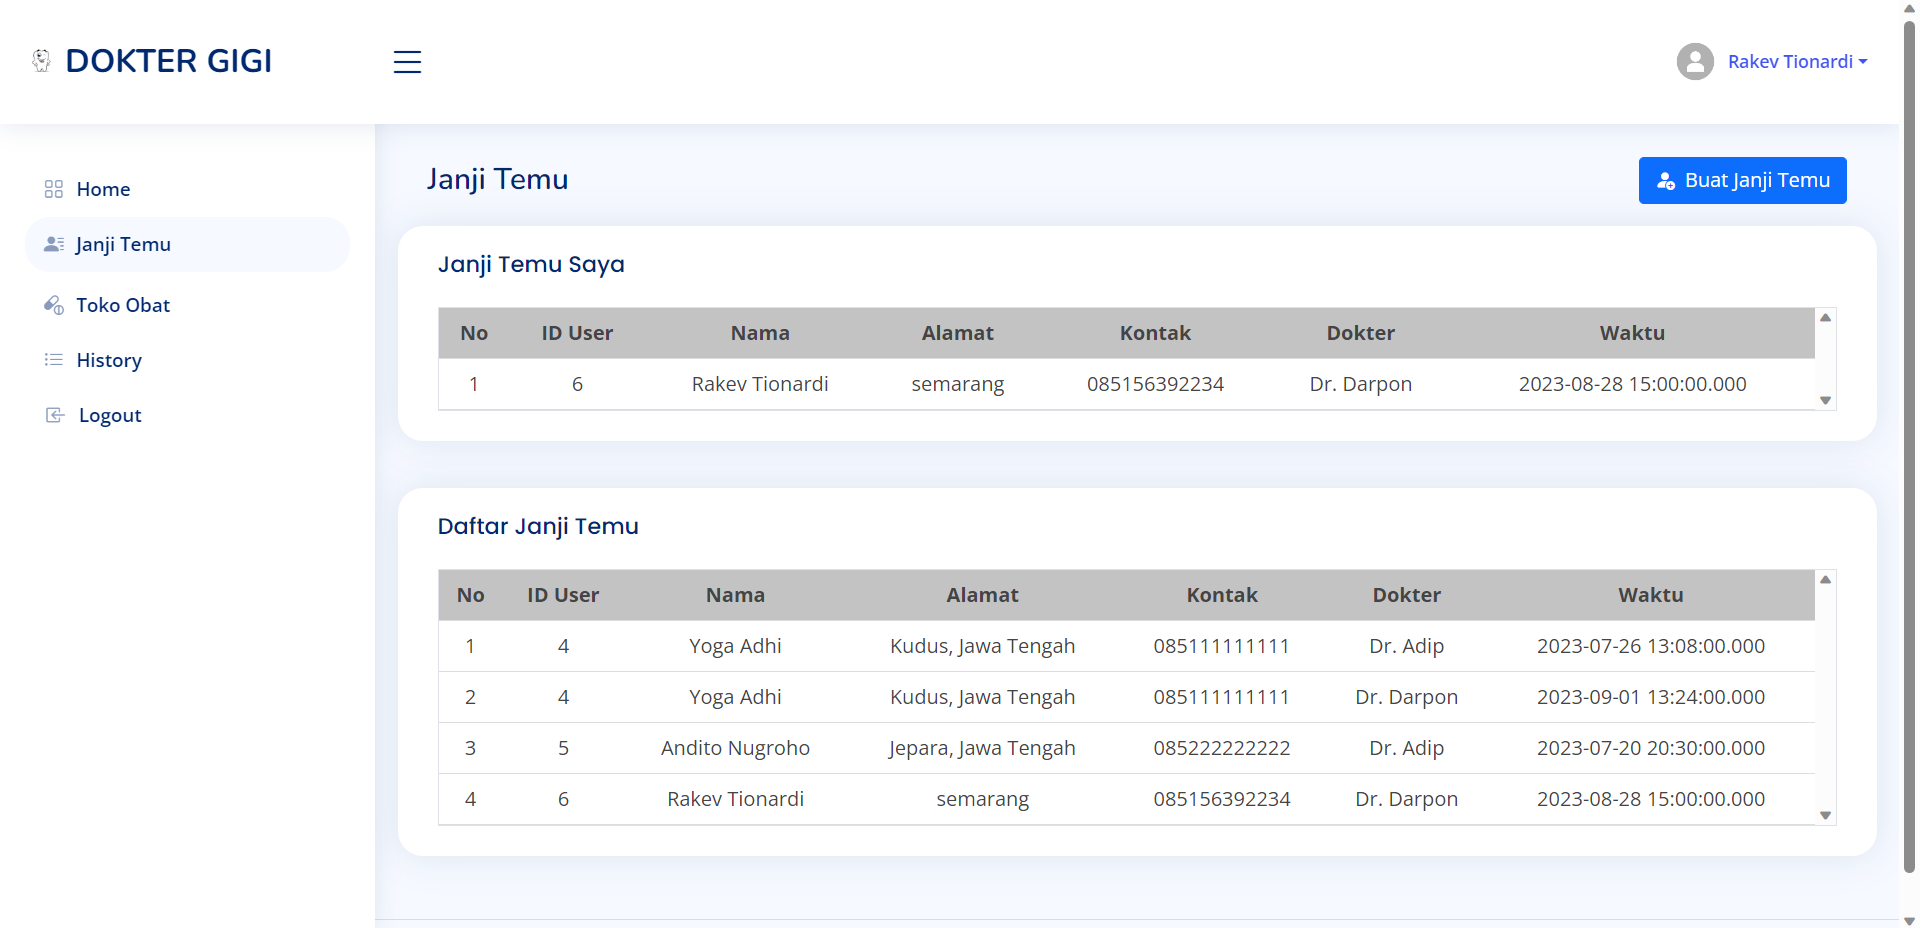 DOKTER GIGI
Rakev Tionardi
Home
Janji Temu
Toko Obat
History
Logout
Janji Temu
Buat Janji Temu
Janji Temu Saya
No ID User Nama Alamat Kontak Dokter Waktu
1 6 Rakev Tionardi semarang 085156392234 Dr. Darpon 2023-08-28 15:00:00.000
Daftar Janji Temu
No ID User Nama Alamat Kontak Dokter Waktu
1 4 Yoga Adhi Kudus, Jawa Tengah 085111111111 Dr. Adip 2023-07-26 13:08:00.000
2 4 Yoga Adhi Kudus, Jawa Tengah 085111111111 Dr. Darpon 2023-09-01 13:24:00.000
3 5 Andito Nugroho Jepara, Jawa Tengah 085222222222 Dr. Adip 2023-07-20 20:30:00.000
4 6 Rakev Tionardi semarang 085156392234 Dr. Darpon 2023-08-28 15:00:00.000